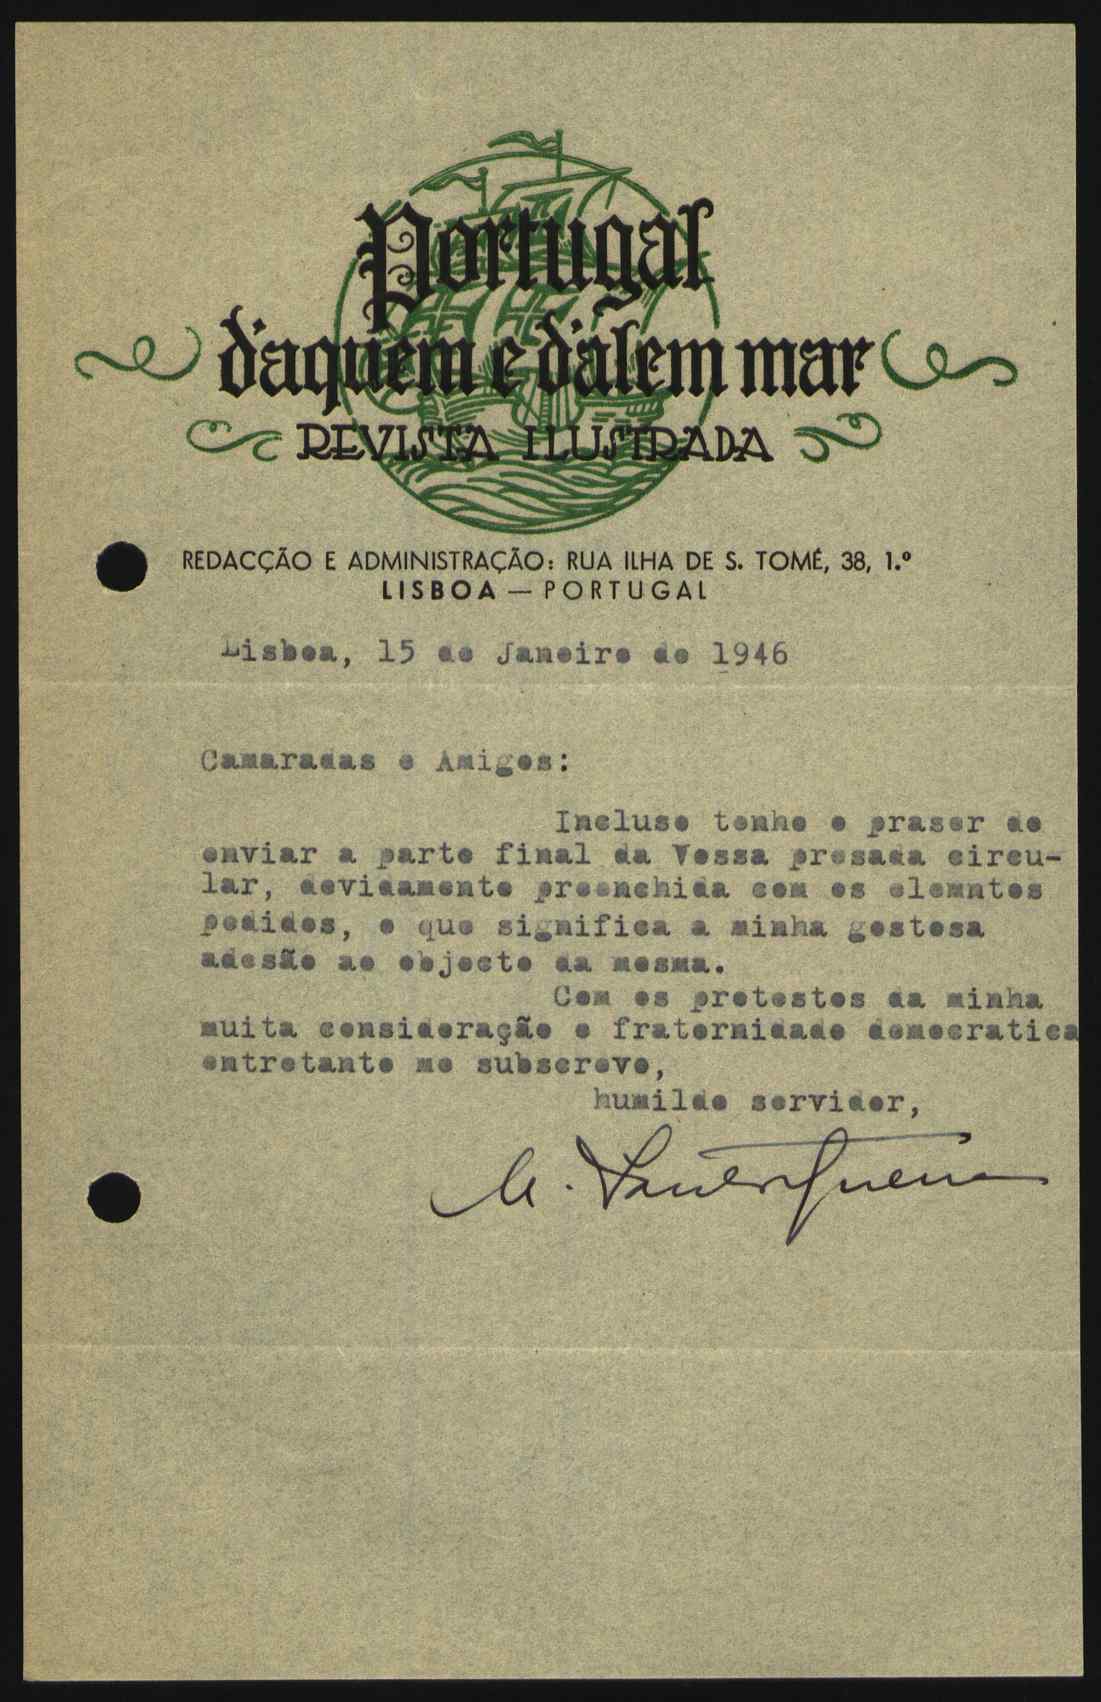 Portugal
d'aquem e d'alem mar
REVISTA ILUSTRADA
REDACÇÃO E ADMINISTRAÇÃO: RUA ILHA DE S. TOMÉ, 38, 1.º
LISBOA — PORTUGAL
Lisboa, 15 de Janeiro de 1946
Camaradas e Amigos:
Incluso tenho o praser de
enviar a parte final da Vossa presada circu-
lar, devidamente preenchida com os elemntos
pedidos, o que significa a minha gostosa
adesão ao objecto da mesma.
Com os protestos da minha
muita consideração e fraternidade democratica
entretanto me subscrevo,
humilde servidor,
M.